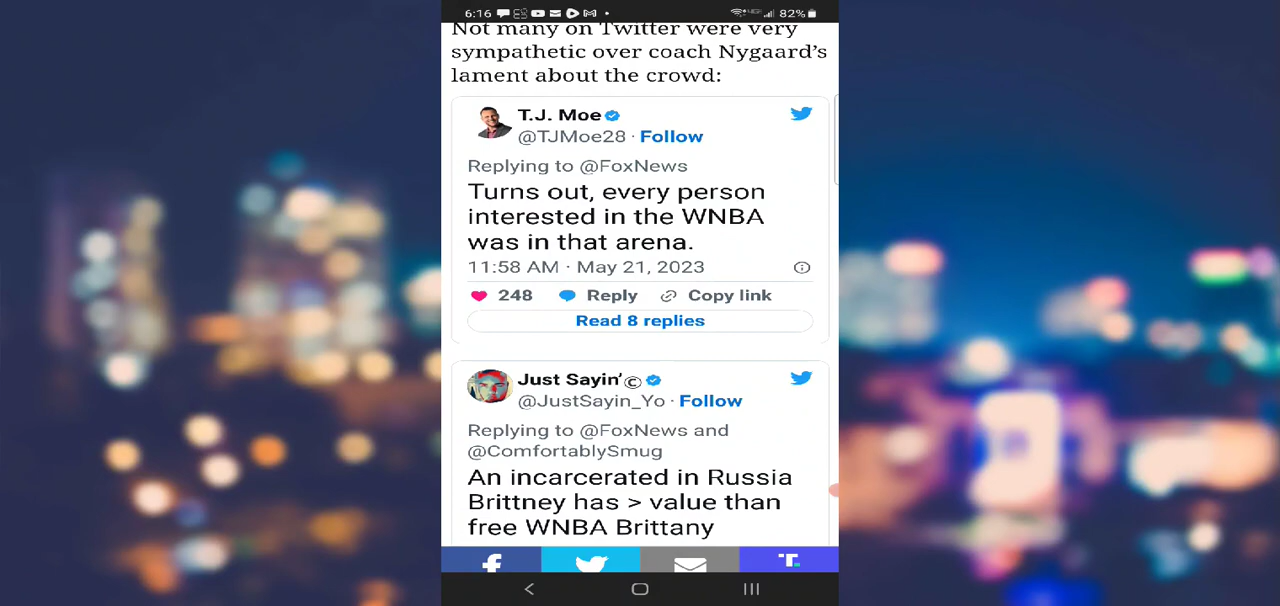 6:16 82%
Not many on Twitter were very
sympathetic over coach Nygaard's
lament about the crowd:
T.J. Moe
@TJMoe28 · Follow
Replying to @FoxNews
Turns out, every person
interested in the WNBA
was in that arena.
11:58 AM · May 21, 2023
248 Reply Copy link
Read 8 replies
Just Sayin'©
@JustSayin_Yo · Follow
Replying to @FoxNews and
@ComfortablySmug
An incarcerated in Russia
Brittney has > value than
free WNBA Brittany